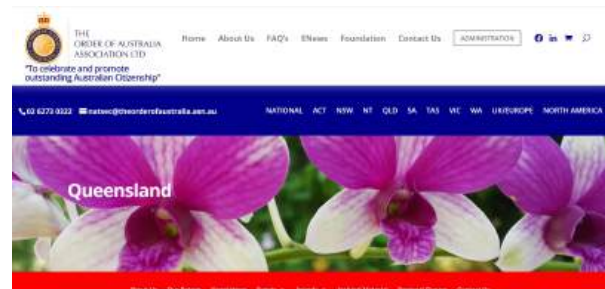 THE
ORDER OF AUSTRALIA
ASSOCIATION LTD
"To celebrate and promote
outstanding Australian Citizenship"
Home About Us FAQ's ENews Foundation Contact Us ADMINISTRATION
02 6273 0322 natsec@theorderofaustralia.asn.au
NATIONAL ACT NSW NT QLD SA TAS VIC WA UK/EUROPE NORTH AMERICA
Queensland